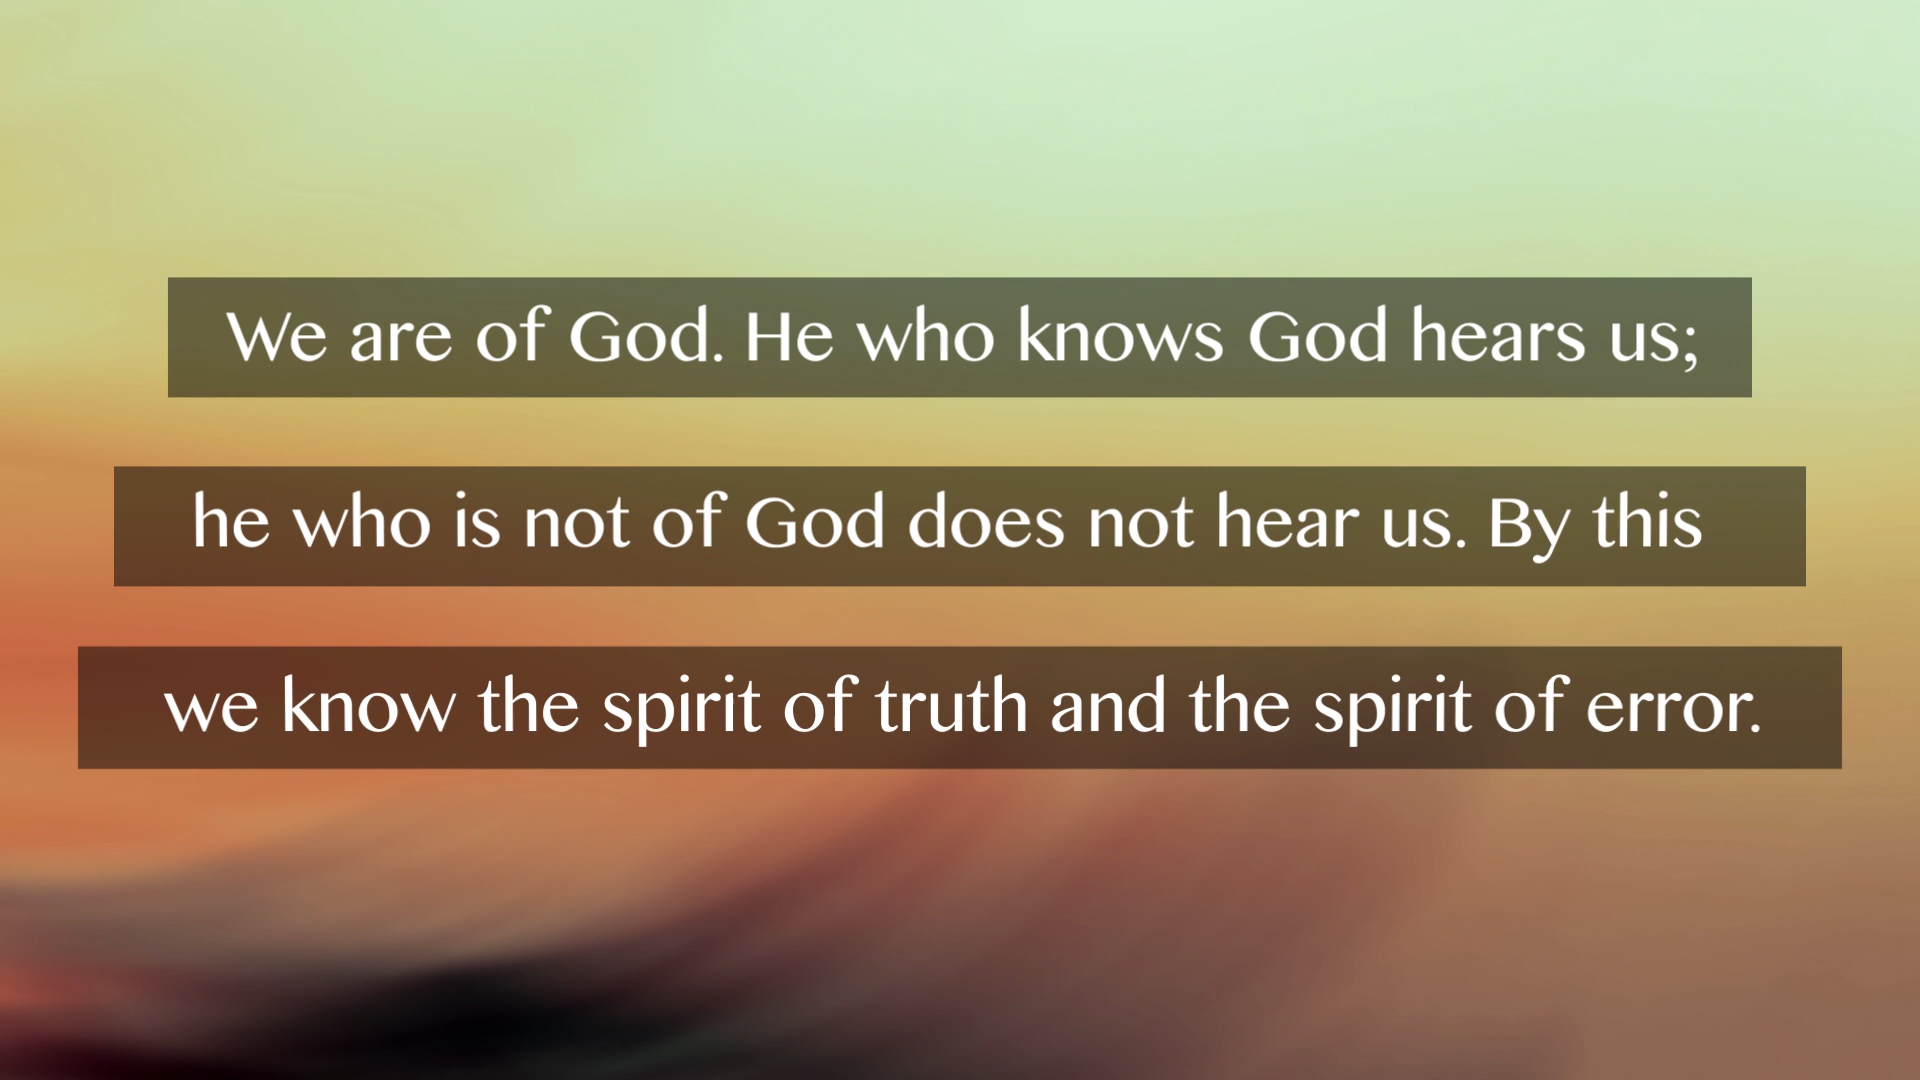 We are of God. He who knows God hears us;
he who is not of God does not hear us. By this
we know the spirit of truth and the spirit of error.